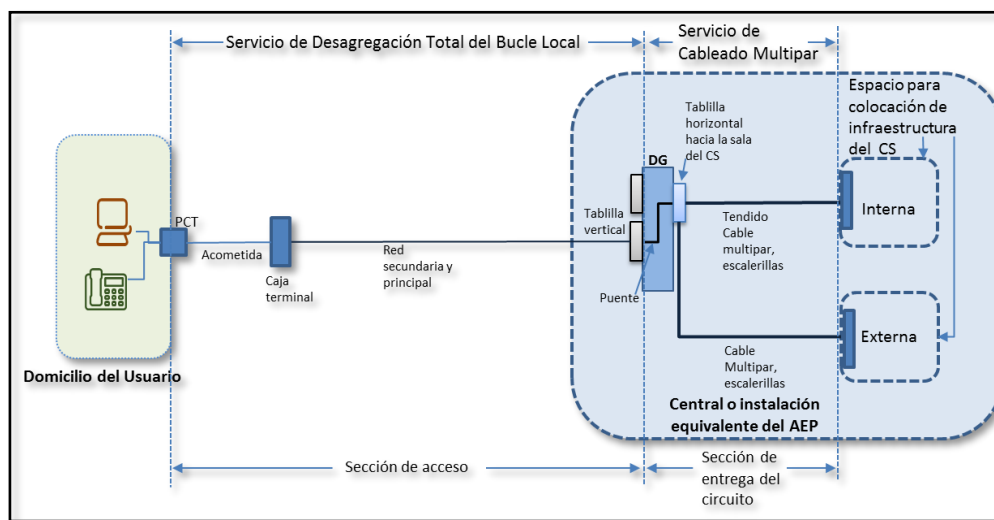 Servicio de Desagregación Total del Bucle Local
Servicio de
Cableado Multipar
Tablilla
horizontal
hacia la sala
del CS
Espacio para
colocación de
infraestructura
del CS
DG
PCT
Acometida
Caja
terminal
Red
secundaria y
principal
Tablilla
vertical
Puente
Tendido
Cable
multipar,
escalerillas
Interna
Cable
Multipar,
escalerillas
Externa
Domicilio del Usuario
Central o instalación
equivalente del AEP
Sección de acceso
Sección de
entrega del
circuito